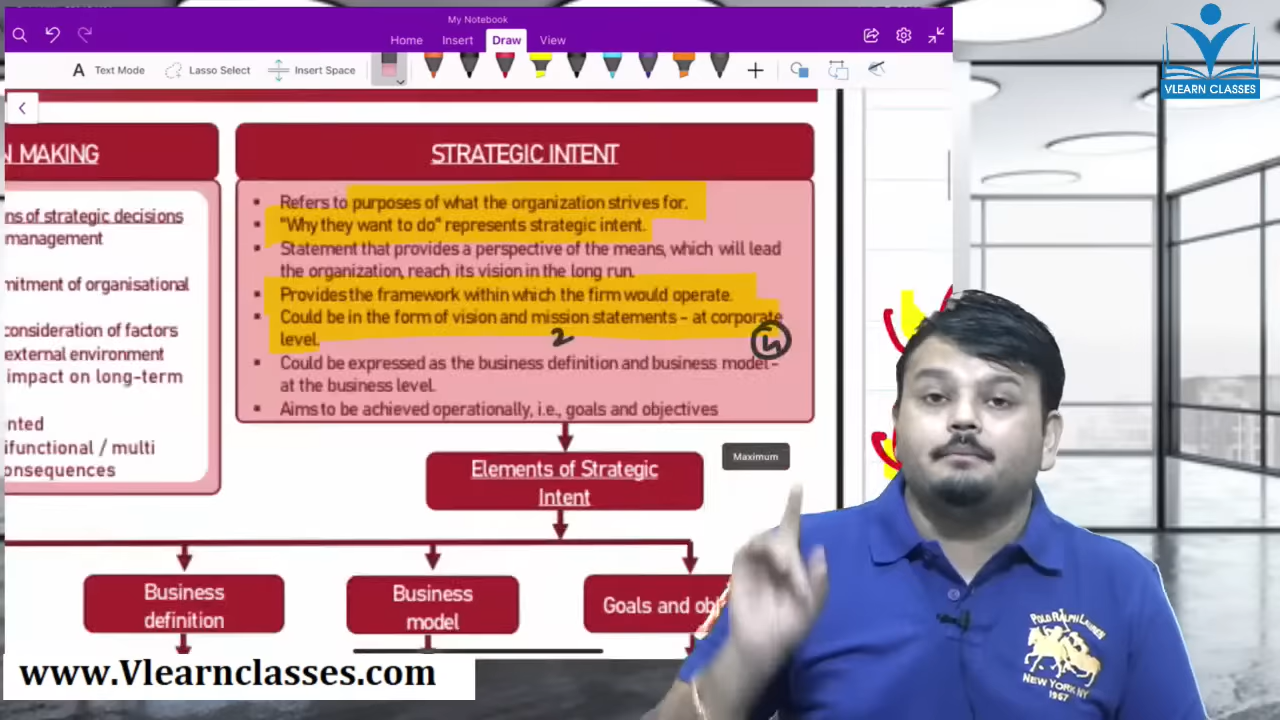 My Notebook
Home Insert Draw View
A Text Mode Lasso Select Insert Space
VLEARN CLASSES
N MAKING
STRATEGIC INTENT
ns of strategic decisions
management
mitment of organisational
consideration of factors
external environment
impact on long-term
nted
ifunctional / multi
onsequences
▪ Refers to purposes of what the organization strives for.
▪ "Why they want to do" represents strategic intent.
▪ Statement that provides a perspective of the means, which will lead
the organization, reach its vision in the long run.
▪ Provides the framework within which the firm would operate.
▪ Could be in the form of vision and mission statements - at corporate
level.
2
▪ Could be expressed as the business definition and business model -
at the business level.
▪ Aims to be achieved operationally, i.e., goals and objectives
Maximum
Elements of Strategic
Intent
Business
definition
Business
model
Goals and obj
www.Vlearnclasses.com
POLO RALPH LAUREN
NEW YORK NY
1967